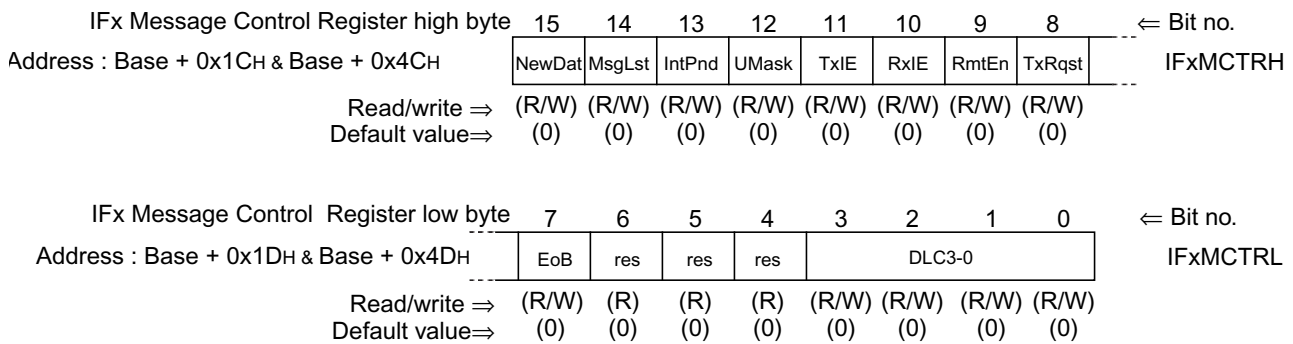 IFx Message Control Register high byte 15 14 13 12 11 10 9 8 ⇐ Bit no.
Address : Base + 0x1CH & Base + 0x4CH NewDat MsgLst IntPnd UMask TxIE RxIE RmtEn TxRqst IFxMCTRH
Read/write ⇒ (R/W) (R/W) (R/W) (R/W) (R/W) (R/W) (R/W) (R/W)
Default value⇒ (0) (0) (0) (0) (0) (0) (0) (0)
IFx Message Control Register low byte 7 6 5 4 3 2 1 0 ⇐ Bit no.
Address : Base + 0x1DH & Base + 0x4DH EoB res res res DLC3-0 IFxMCTRL
Read/write ⇒ (R/W) (R) (R) (R) (R/W) (R/W) (R/W) (R/W)
Default value⇒ (0) (0) (0) (0) (0) (0) (0) (0)